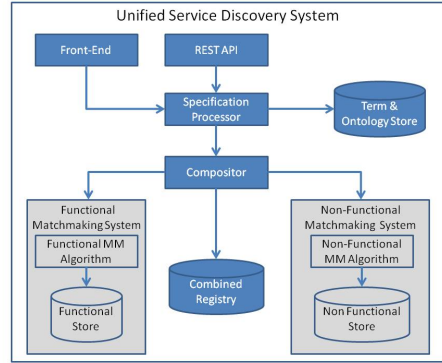 Unified Service Discovery System
Front-End
REST API
Specification
Processor
Term &
Ontology Store
Compositor
Functional
Matchmaking System
Functional MM
Algorithm
Functional
Store
Combined
Registry
Non-Functional
Matchmaking System
Non-Functional
MM Algorithm
Non Functional
Store